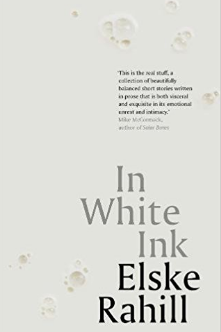 'This is the real stuff, a
collection of beautifully
balanced short stories written
in prose that is both visceral
and exquisite in its emotional
unrest and intimacy.'
Mike McCormack,
author of Solar Bones
In
White
Ink
Elske
Rahill